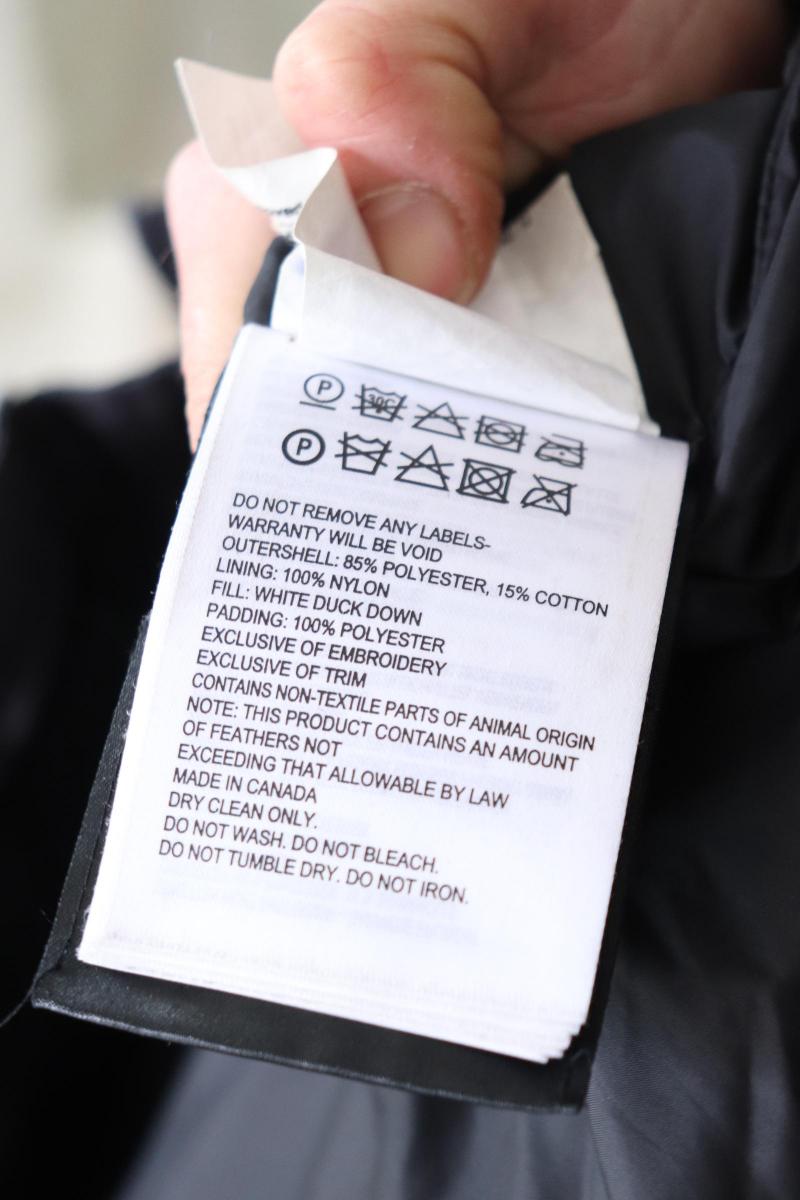 P 30C
P
DO NOT REMOVE ANY LABELS-
WARRANTY WILL BE VOID
OUTERSHELL: 85% POLYESTER, 15% COTTON
LINING: 100% NYLON
FILL: WHITE DUCK DOWN
PADDING: 100% POLYESTER
EXCLUSIVE OF EMBROIDERY
EXCLUSIVE OF TRIM
CONTAINS NON-TEXTILE PARTS OF ANIMAL ORIGIN
NOTE: THIS PRODUCT CONTAINS AN AMOUNT
OF FEATHERS NOT
EXCEEDING THAT ALLOWABLE BY LAW
MADE IN CANADA
DRY CLEAN ONLY.
DO NOT WASH. DO NOT BLEACH.
DO NOT TUMBLE DRY. DO NOT IRON.